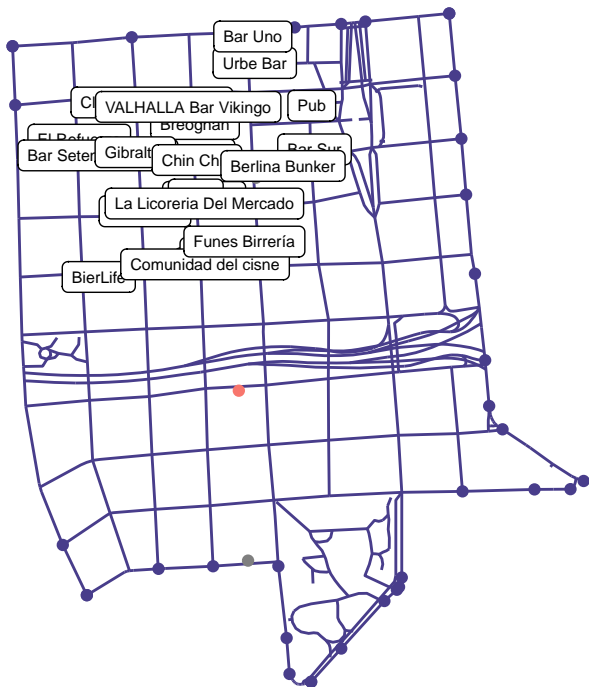 Bar Uno
Urbe Bar
VALHALLA Bar Vikingo
Pub
Breoghan
Bar Sur
Gibralt
Chin Ch
Berlina Bunker
La Licoreria Del Mercado
Funes Birrería
Comunidad del cisne
BierLife